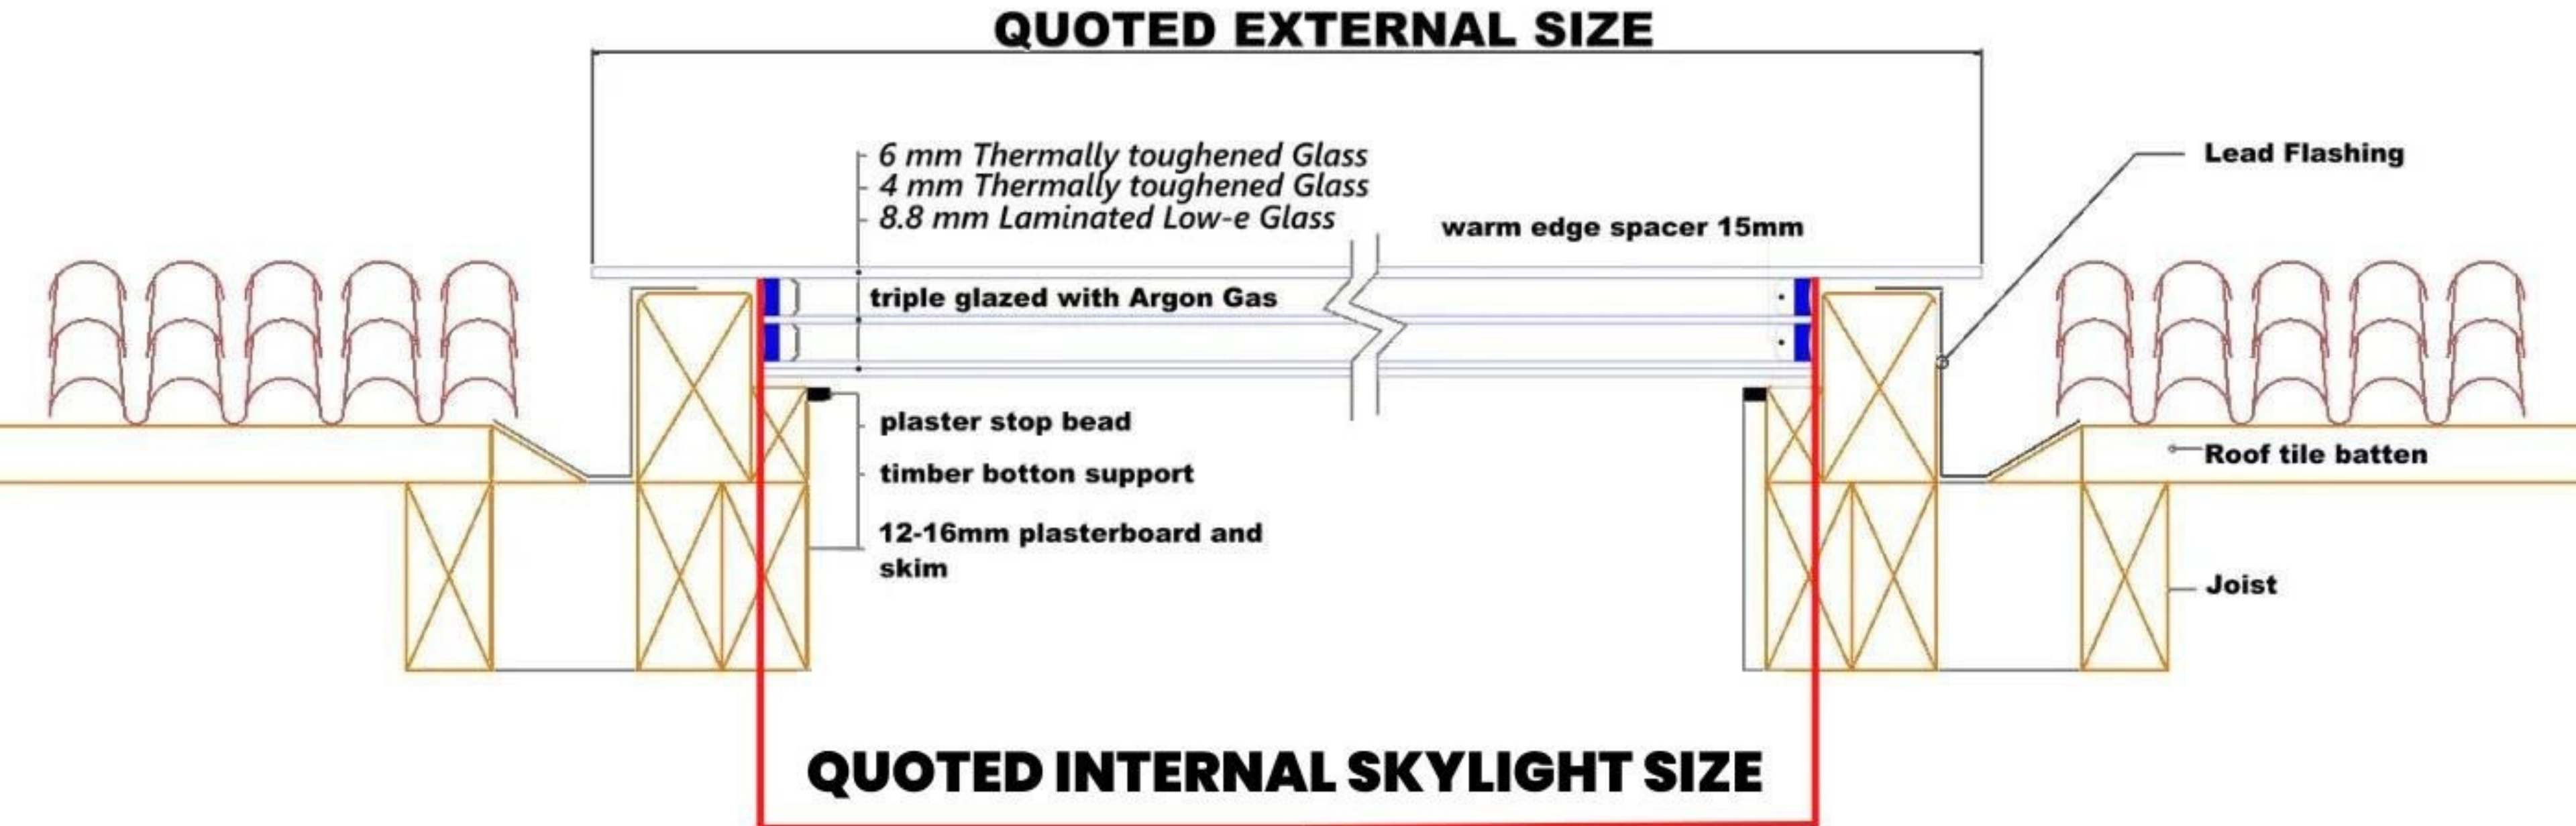 QUOTED EXTERNAL SIZE
6 mm Thermally toughened Glass
4 mm Thermally toughened Glass
8.8 mm Laminated Low-e Glass
Lead Flashing
warm edge spacer 15mm
triple glazed with Argon Gas
plaster stop bead
timber botton support
12-16mm plasterboard and
skim
Roof tile batten
Joist
QUOTED INTERNAL SKYLIGHT SIZE